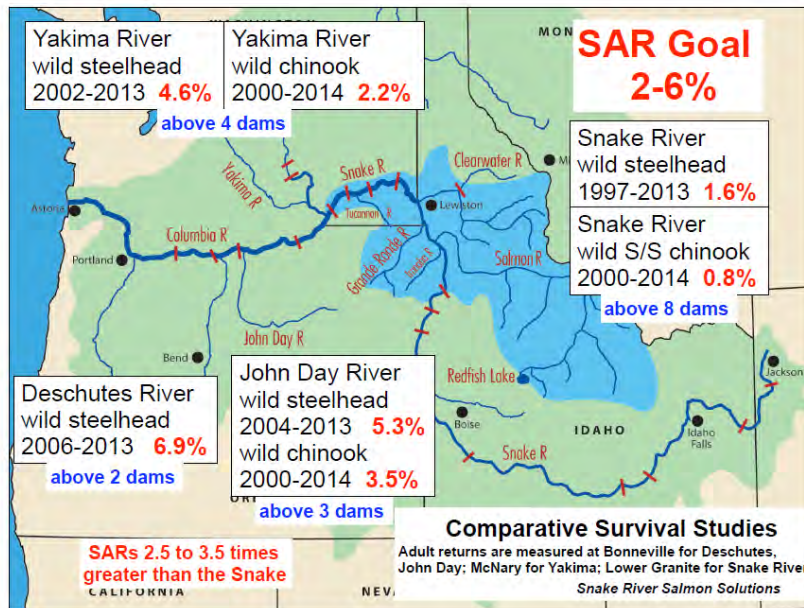 WASHINGTON
Yakima River
wild steelhead
2002-2013 4.6%
Yakima River
wild chinook
2000-2014 2.2%
above 4 dams
MON
SAR Goal
2-6%
Snake River
wild steelhead
1997-2013 1.6%
Snake River
wild S/S chinook
2000-2014 0.8%
above 8 dams
Mi
Clearwater R
Snake R
Yakima R
Tucannon R
Lewiston
Astoria
Columbia R
Grande Ronde R
Salmon R
Portland
John Day R
Bend
Redfish Lake
Jackson
Boise
IDAHO
Idaho
Falls
Snake R
Deschutes River
wild steelhead
2006-2013 6.9%
above 2 dams
John Day River
wild steelhead
2004-2013 5.3%
wild chinook
2000-2014 3.5%
above 3 dams
SARs 2.5 to 3.5 times
greater than the Snake
Comparative Survival Studies
Adult returns are measured at Bonneville for Deschutes,
John Day; McNary for Yakima; Lower Granite for Snake River
Snake River Salmon Solutions
CALIFORNIA
NEV